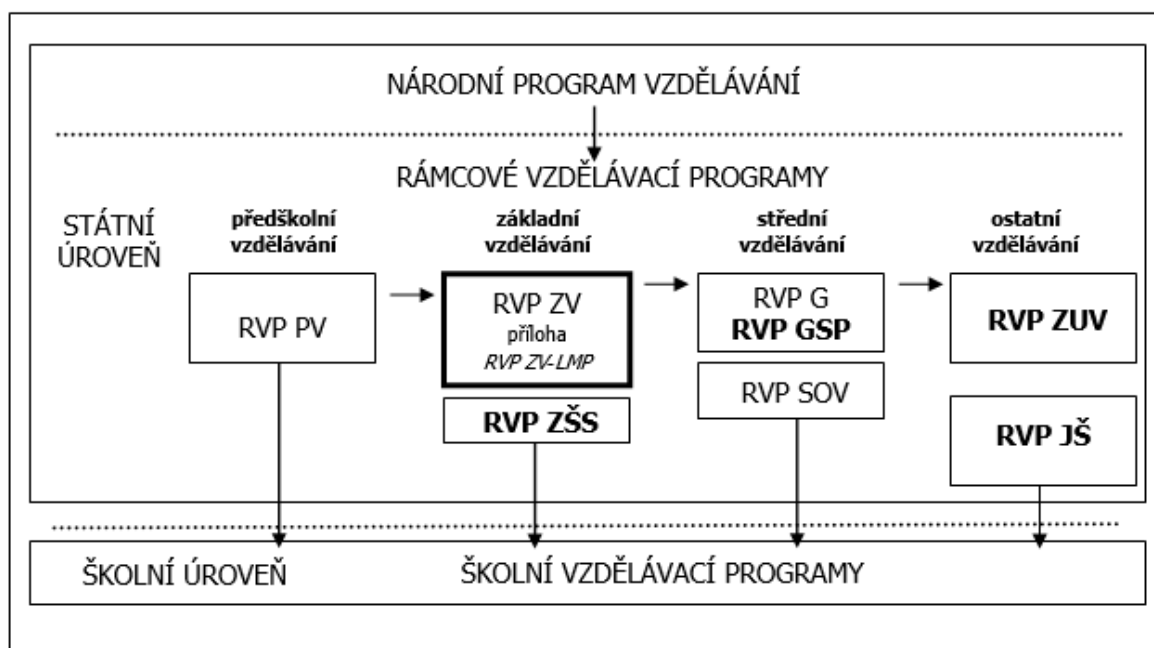 NÁRODNÍ PROGRAM VZDĚLÁVÁNÍ
RÁMCOVÉ VZDĚLÁVACÍ PROGRAMY
STÁTNÍ
ÚROVEŇ
předškolní
vzdělávání
základní
vzdělávání
střední
vzdělávání
ostatní
vzdělávání
RVP PV
RVP ZV
příloha
RVP ZV-LMP
RVP ZŠS
RVP G
RVP GSP
RVP SOV
RVP ZUV
RVP JŠ
ŠKOLNÍ ÚROVEŇ
ŠKOLNÍ VZDĚLÁVACÍ PROGRAMY